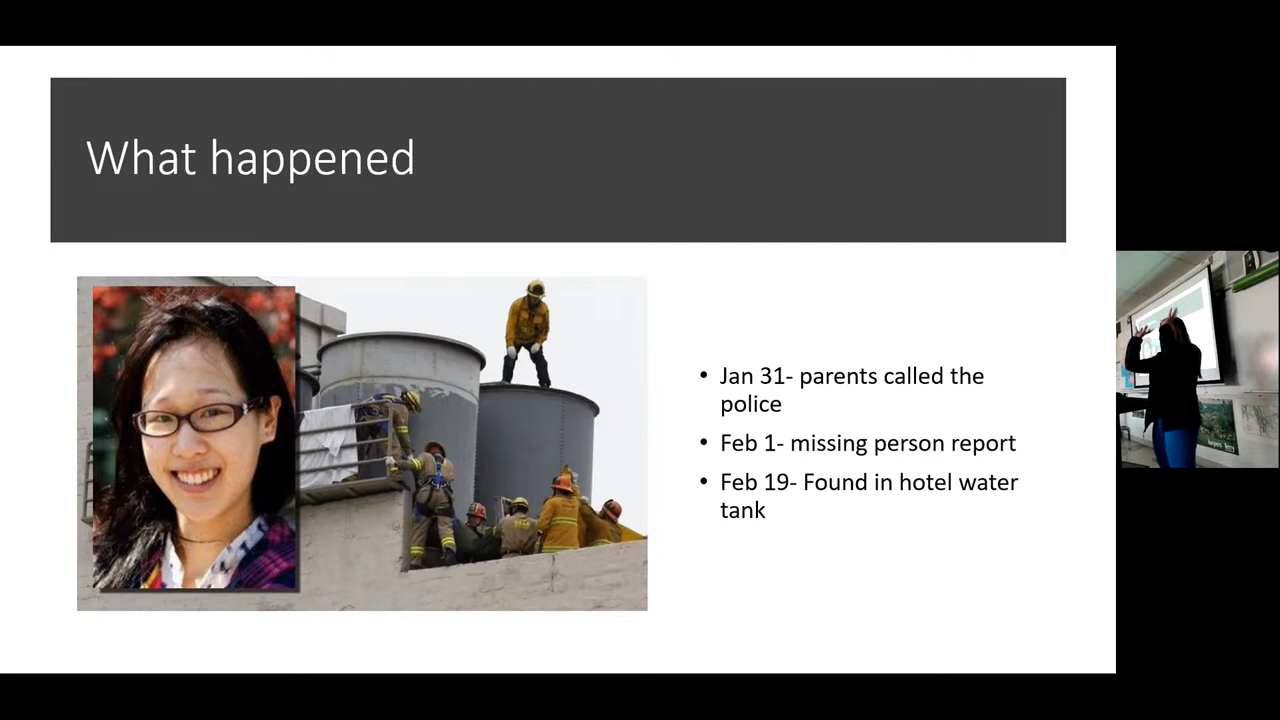 What happened
• Jan 31- parents called the
police
• Feb 1- missing person report
• Feb 19- Found in hotel water
tank